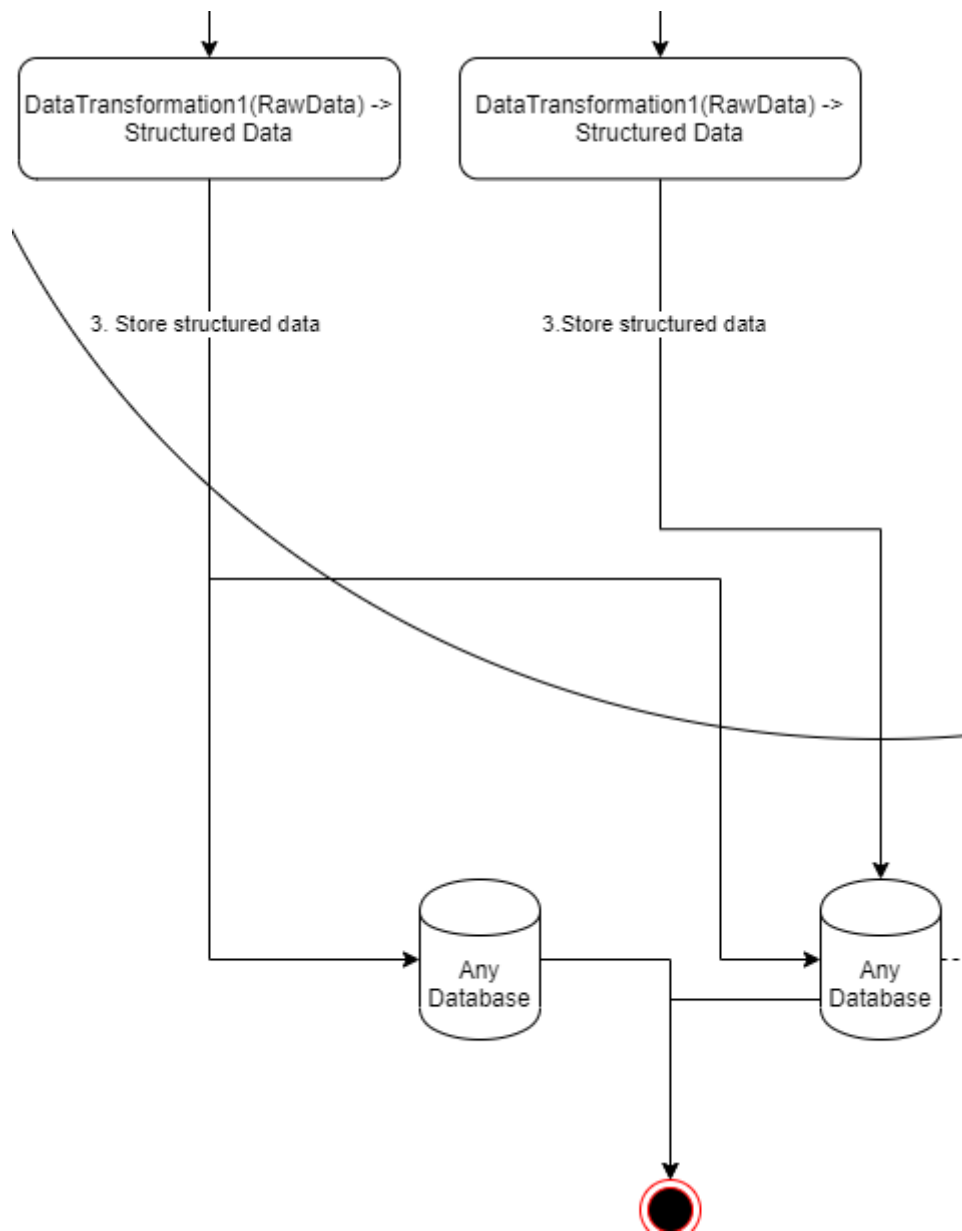 DataTransformation1(RawData) ->
Structured Data
DataTransformation1(RawData) ->
Structured Data
3. Store structured data
3.Store structured data
Any
Database
Any
Database